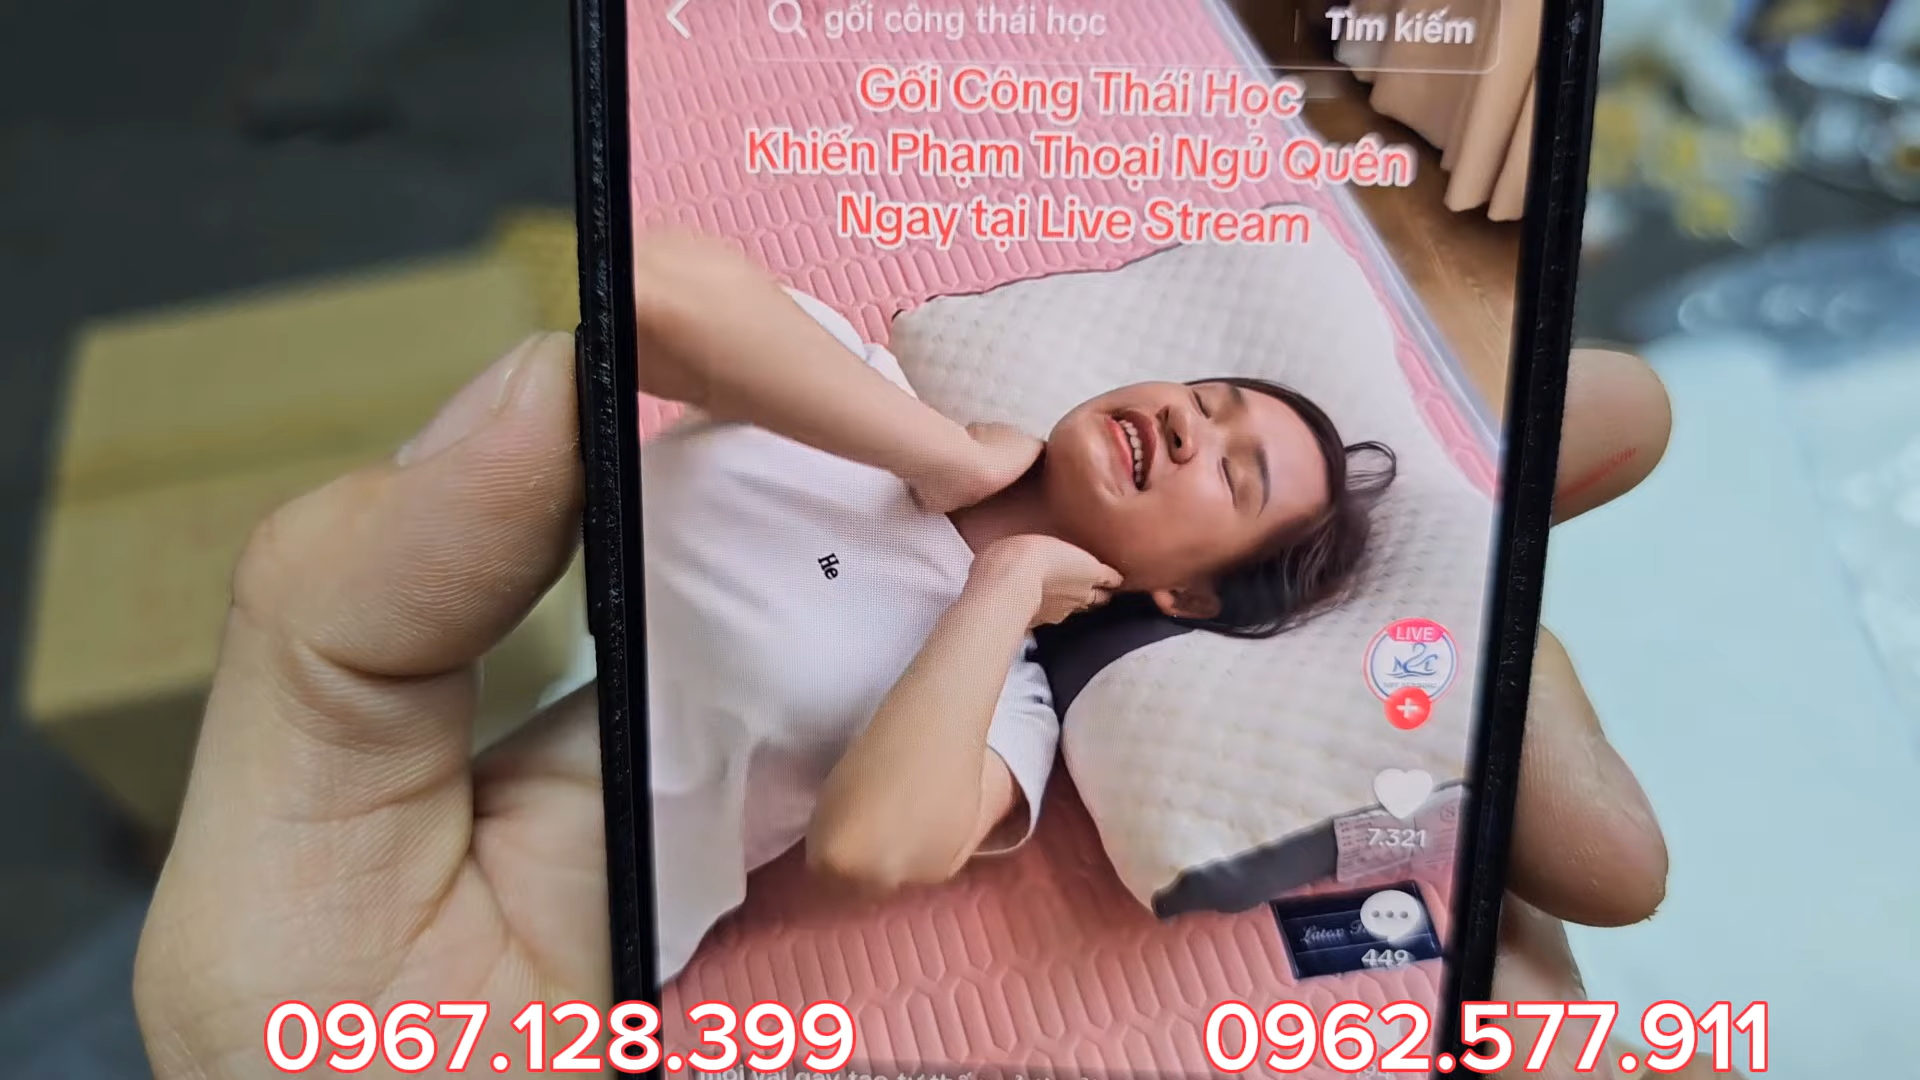 gối công thái học
Tìm kiếm
Gối Công Thái Học
Khiến Phạm Thoại Ngủ Quên
Ngay tại Live Stream
He
LIVE
7.321
Latex
449
0967.128.399
0962.577.911